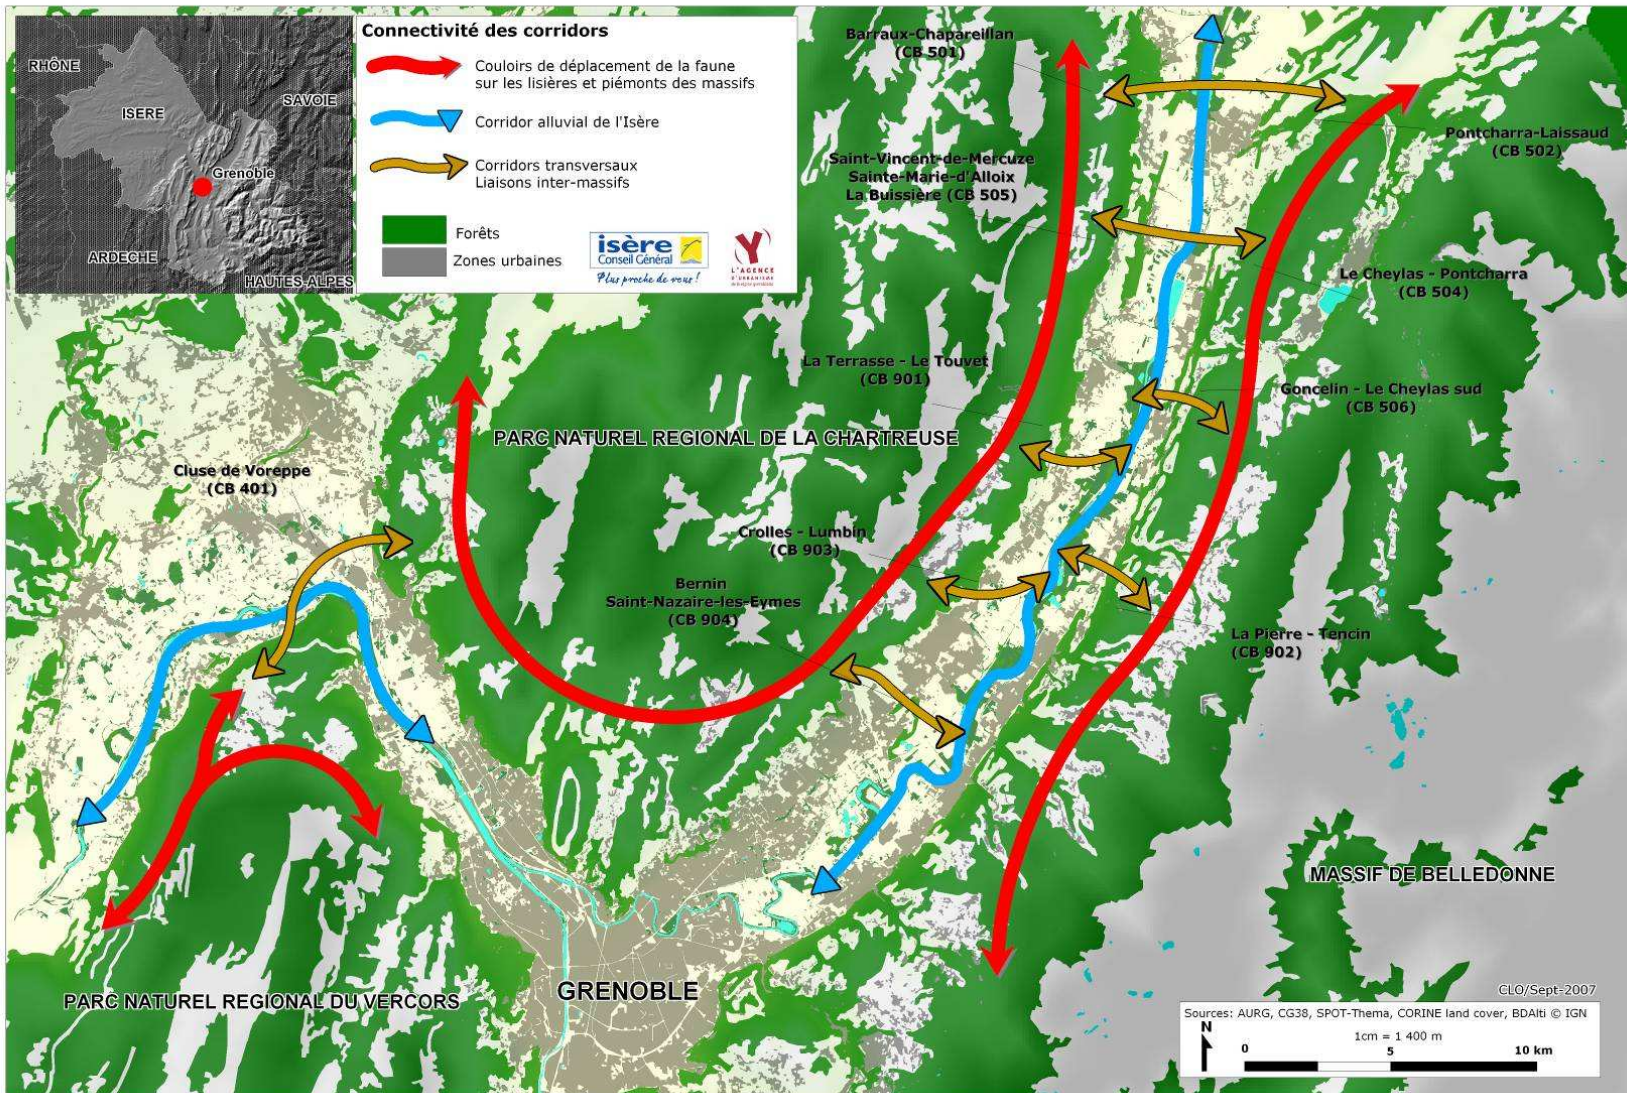 RHÔNE
ISERE
SAVOIE
Grenoble
ARDECHE
HAUTES-ALPES
Connectivité des corridors
Couloirs de déplacement de la faune
sur les lisières et piémonts des massifs
Corridor alluvial de l'Isère
Corridors transversaux
Liaisons inter-massifs
Forêts
Zones urbaines
isère
Conseil Général
Plus proche de vous !
L'AGENCE
D'URBANISME
Barraux-Chapareillan
(CB 501)
Pontcharra-Laissaud
(CB 502)
Saint-Vincent-de-Mercuze
Sainte-Marie-d'Alloix
La Buissière (CB 505)
Le Cheylas - Pontcharra
(CB 504)
La Terrasse - Le Touvet
(CB 901)
Goncelin - Le Cheylas sud
(CB 506)
PARC NATUREL REGIONAL DE LA CHARTREUSE
Cluse de Voreppe
(CB 401)
Crolles - Lumbin
(CB 903)
Bernin
Saint-Nazaire-les-Eymes
(CB 904)
La Pierre - Tencin
(CB 902)
MASSIF DE BELLEDONNE
PARC NATUREL REGIONAL DU VERCORS
GRENOBLE
CLO/Sept-2007
Sources: AURG, CG38, SPOT-Thema, CORINE land cover, BDAlti © IGN
N
1cm = 1 400 m
0 5 10 km